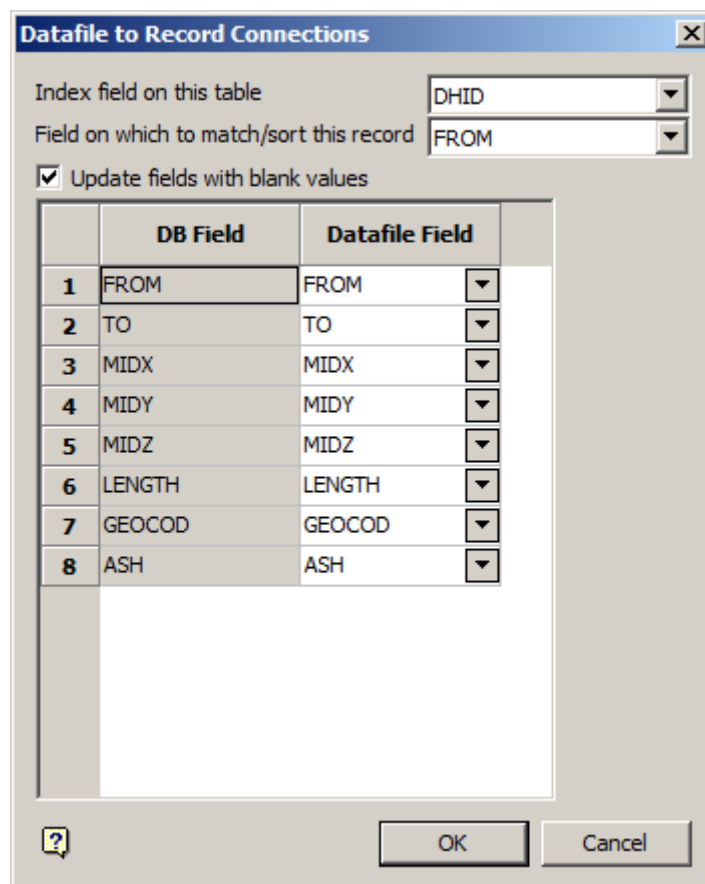 Datafile to Record Connections
Index field on this table DHID
Field on which to match/sort this record FROM
Update fields with blank values
DB Field Datafile Field
1 FROM FROM
2 TO TO
3 MIDX MIDX
4 MIDY MIDY
5 MIDZ MIDZ
6 LENGTH LENGTH
7 GEOCOD GEOCOD
8 ASH ASH
? OK Cancel